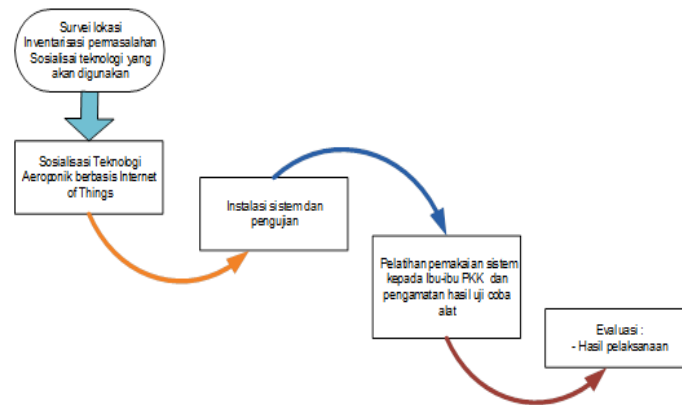 Survei lokasi
Inventarisasi permasalahan
Sosialisai teknologi yang
akan digunakan
Sosialisasi Teknologi
Aeroponik berbasis Internet
of Things
Instalasi sistem dan
pengujian
Pelatihan pemakaian sistem
kepada Ibu-ibu PKK dan
pengamatan hasil uji coba
alat
Evaluasi :
- Hasil pelaksanaan